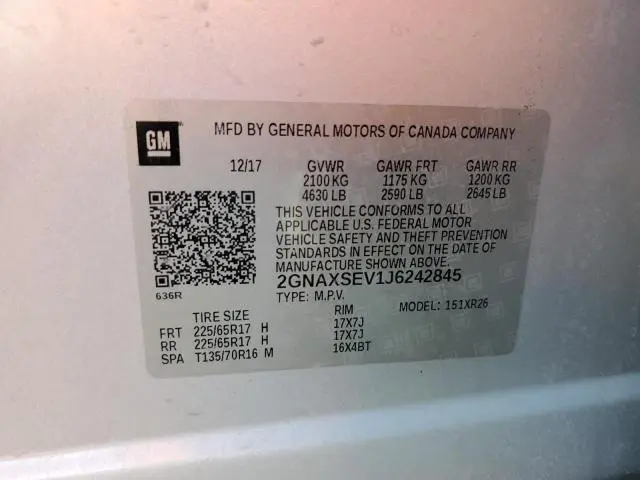 GM
MFD BY GENERAL MOTORS OF CANADA COMPANY
12/17 GVWR GAWR FRT GAWR RR
2100 KG 1175 KG 1200 KG
4630 LB 2590 LB 2645 LB
THIS VEHICLE CONFORMS TO ALL
APPLICABLE U.S. FEDERAL MOTOR
VEHICLE SAFETY AND THEFT PREVENTION
STANDARDS IN EFFECT ON THE DATE OF
MANUFACTURE SHOWN ABOVE.
636R
2GNAXSEV1J6242845
TYPE: M.P.V. MODEL: 151XR26
TIRE SIZE RIM
FRT 225/65R17 H 17X7J
RR 225/65R17 H 17X7J
SPA T135/70R16 M 16X4BT